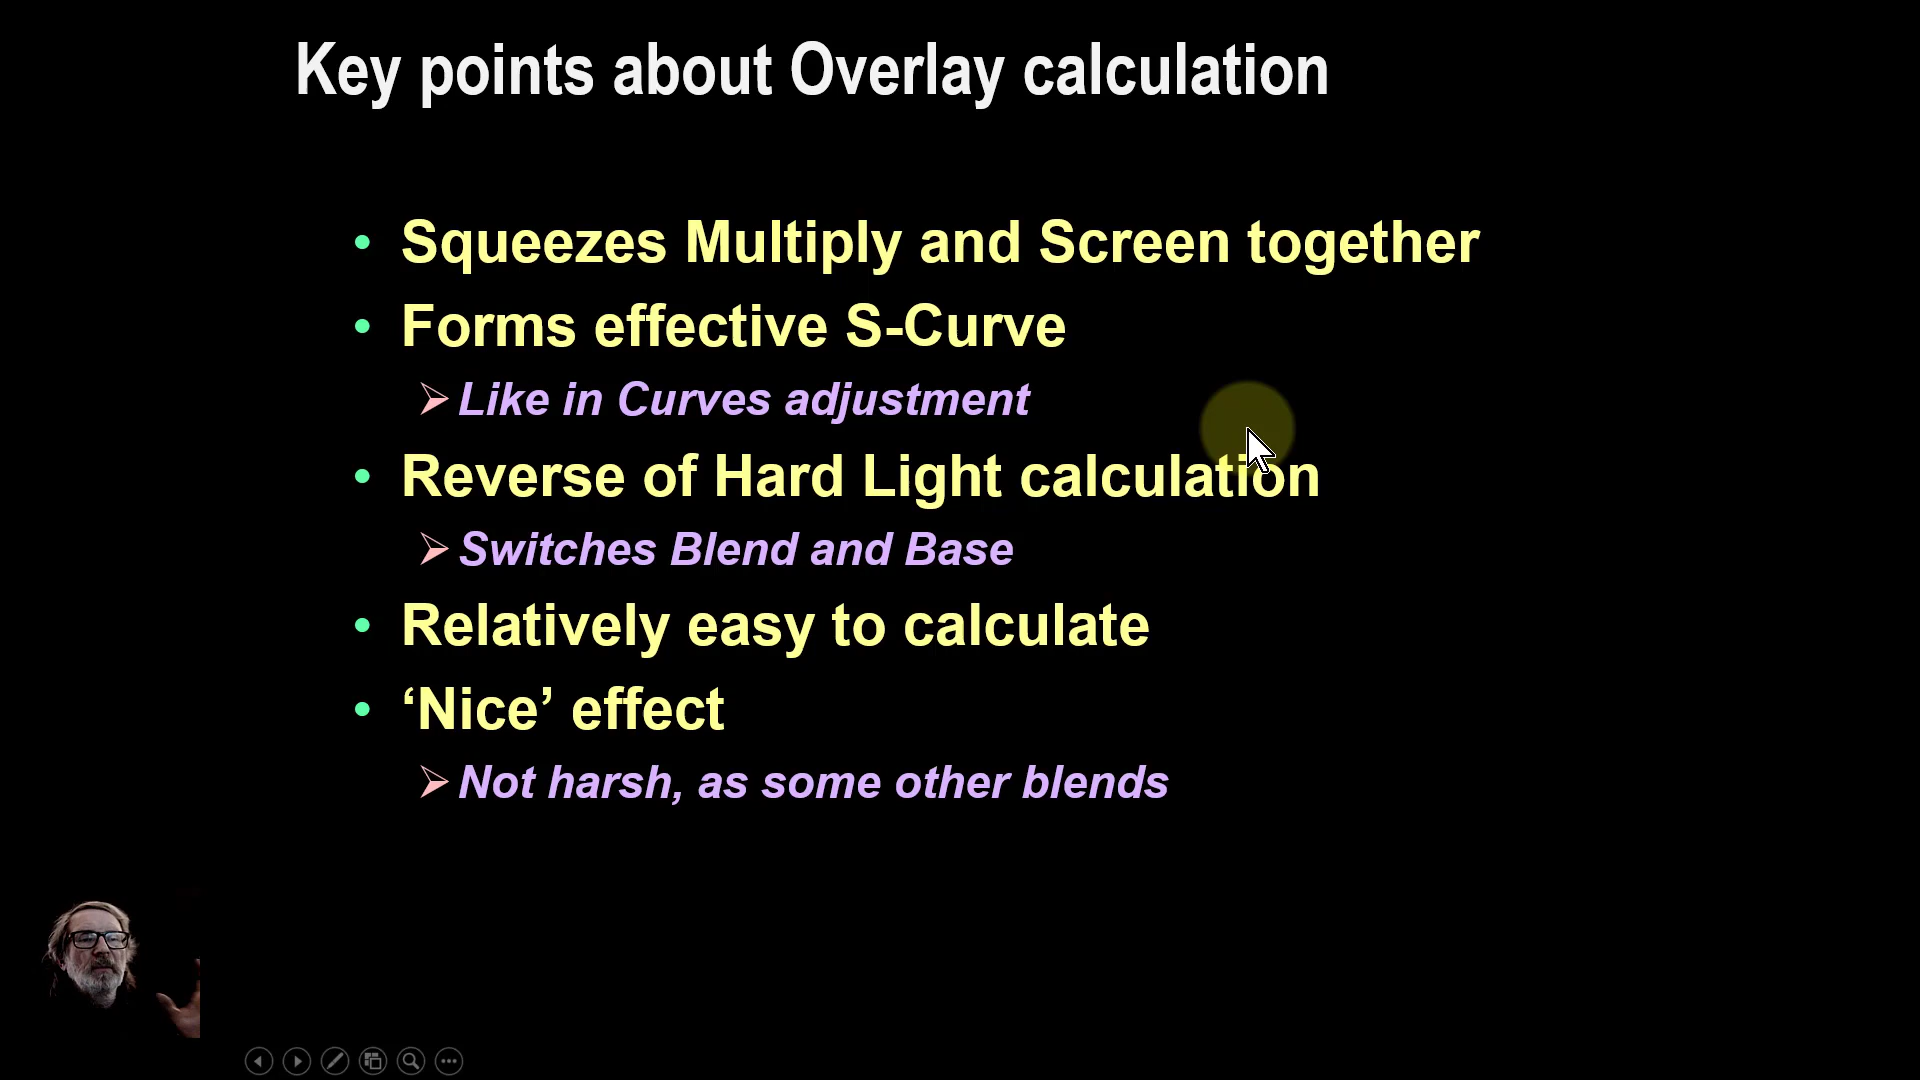 Key points about Overlay calculation
• Squeezes Multiply and Screen together
• Forms effective S-Curve
➢ Like in Curves adjustment
• Reverse of Hard Light calculation
➢ Switches Blend and Base
• Relatively easy to calculate
• ‘Nice’ effect
➢ Not harsh, as some other blends